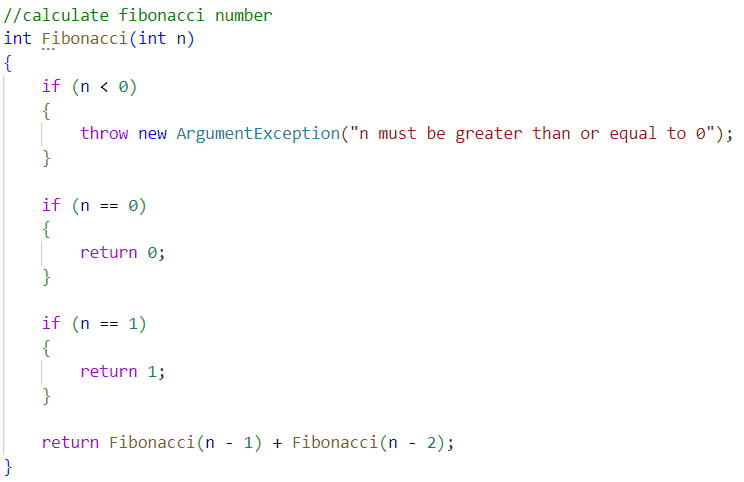 //calculate fibonacci number
int Fibonacci(int n)
{
    if (n < 0)
    {
        throw new ArgumentException("n must be greater than or equal to 0");
    }

    if (n == 0)
    {
        return 0;
    }

    if (n == 1)
    {
        return 1;
    }

    return Fibonacci(n - 1) + Fibonacci(n - 2);
}